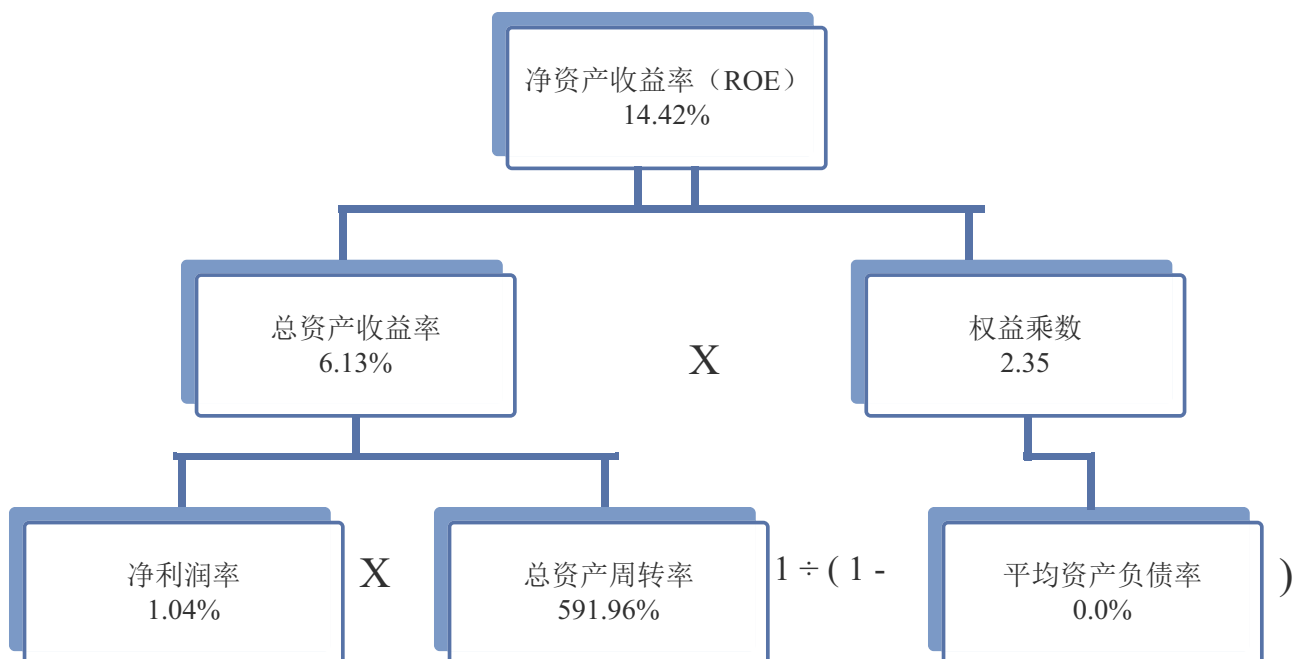 净资产收益率（ROE）
14.42%
总资产收益率
6.13%
X
权益乘数
2.35
净利润率
1.04%
X
总资产周转率
591.96%
1 ÷ ( 1 -
平均资产负债率
0.0%
)